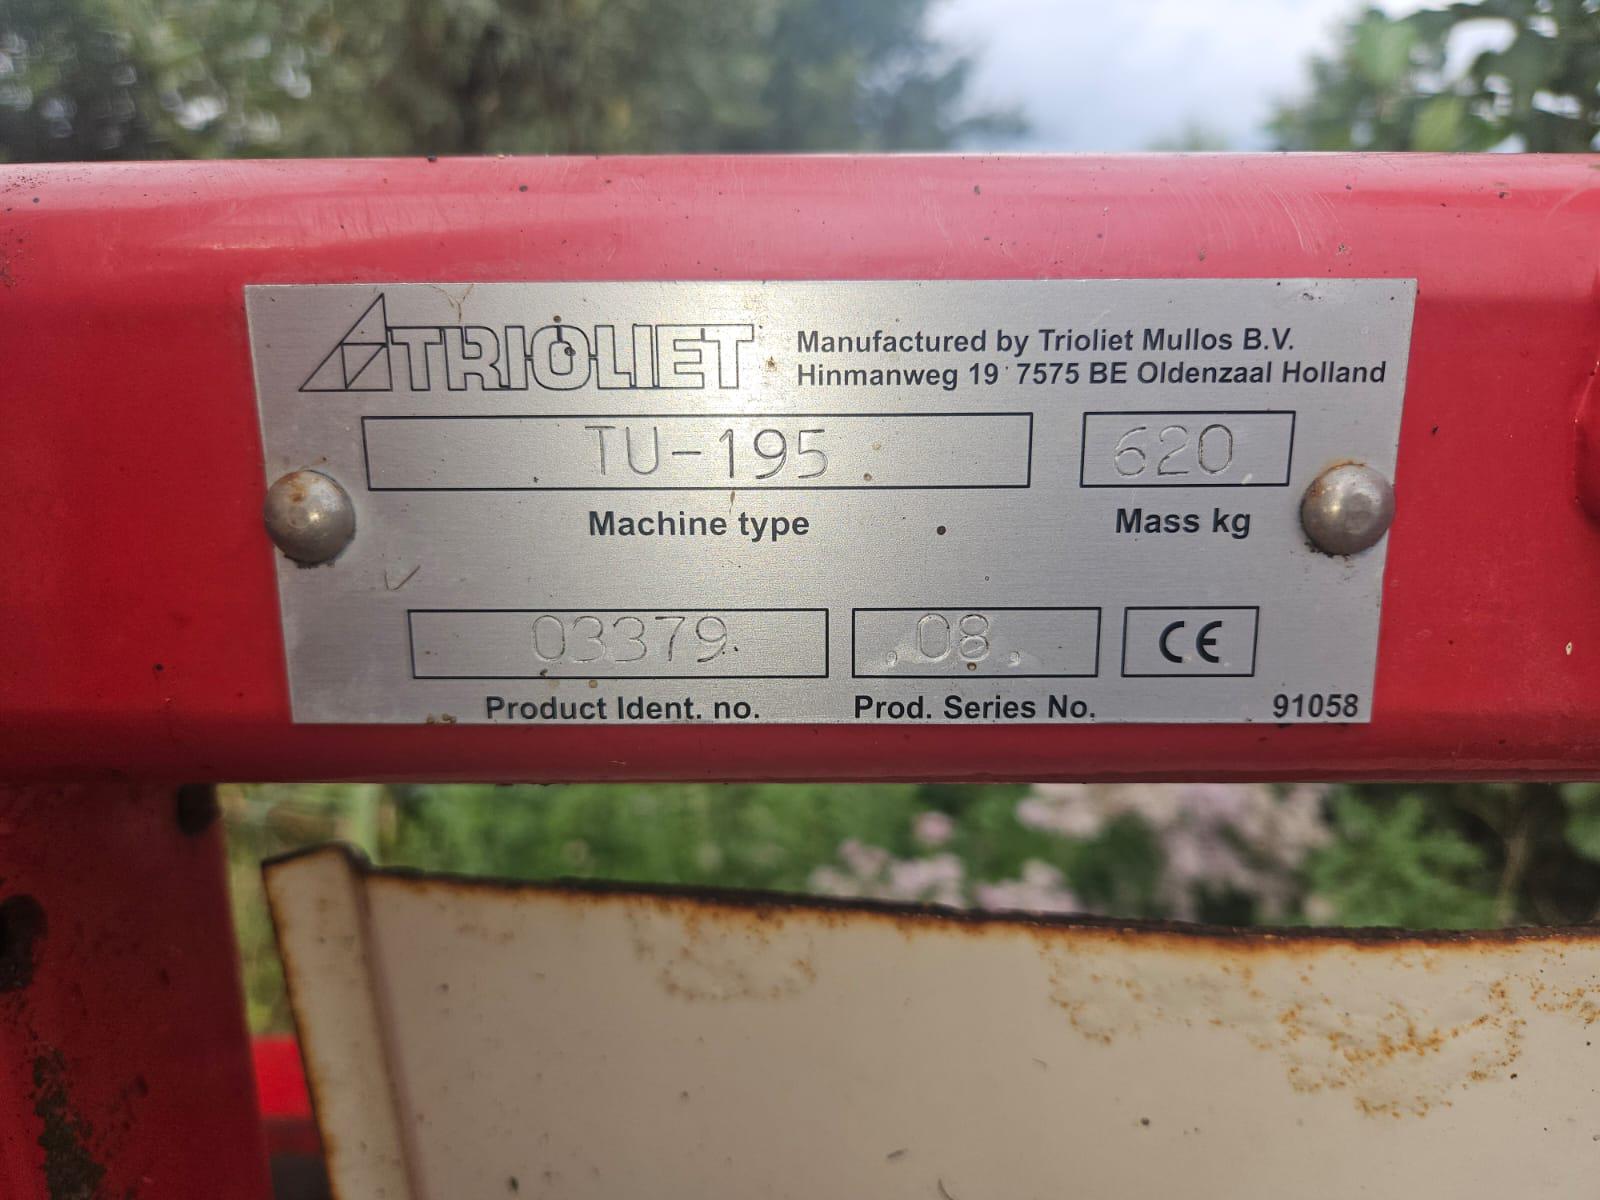 TRIOLIET
Manufactured by Trioliet Mullos B.V.
Hinmanweg 19 7575 BE Oldenzaal Holland
TU-195
620
Machine type
Mass kg
03379.
.08.
CE
Product Ident. no.
Prod. Series No.
91058